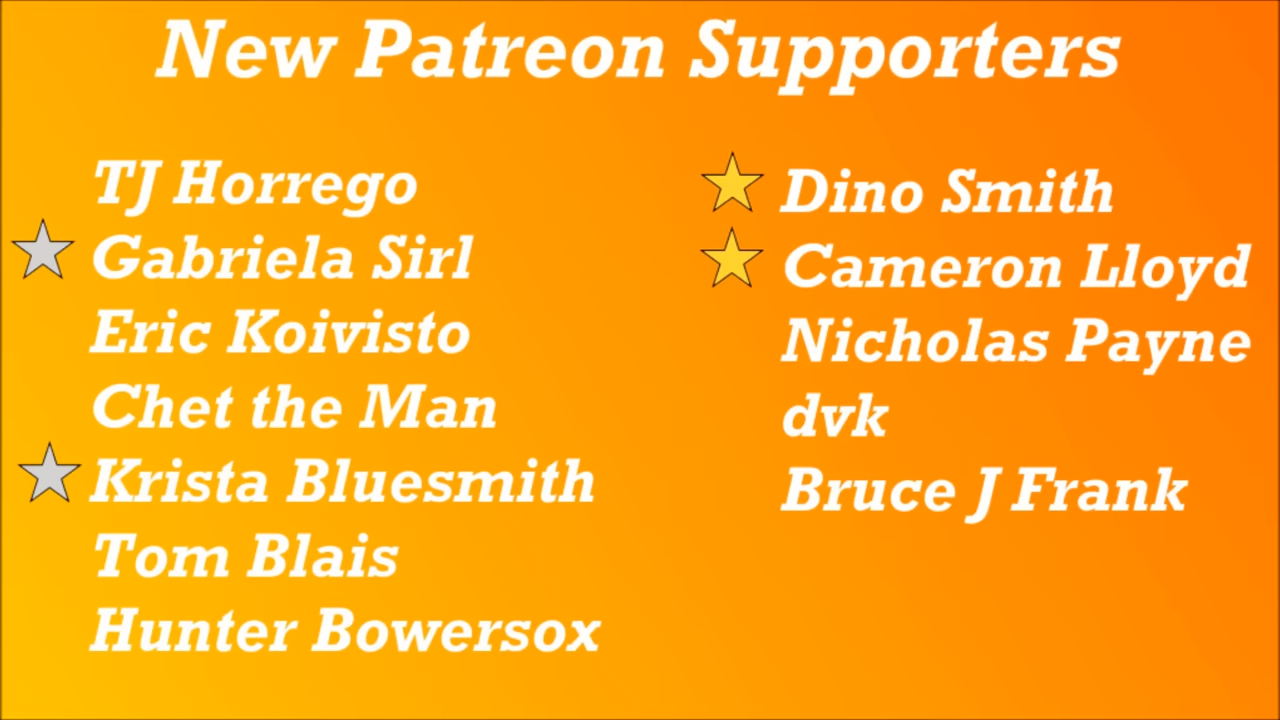 New Patreon Supporters
TJ Horrego
Gabriela Sirl
Eric Koivisto
Chet the Man
Krista Bluesmith
Tom Blais
Hunter Bowersox
Dino Smith
Cameron Lloyd
Nicholas Payne
dvk
Bruce J Frank